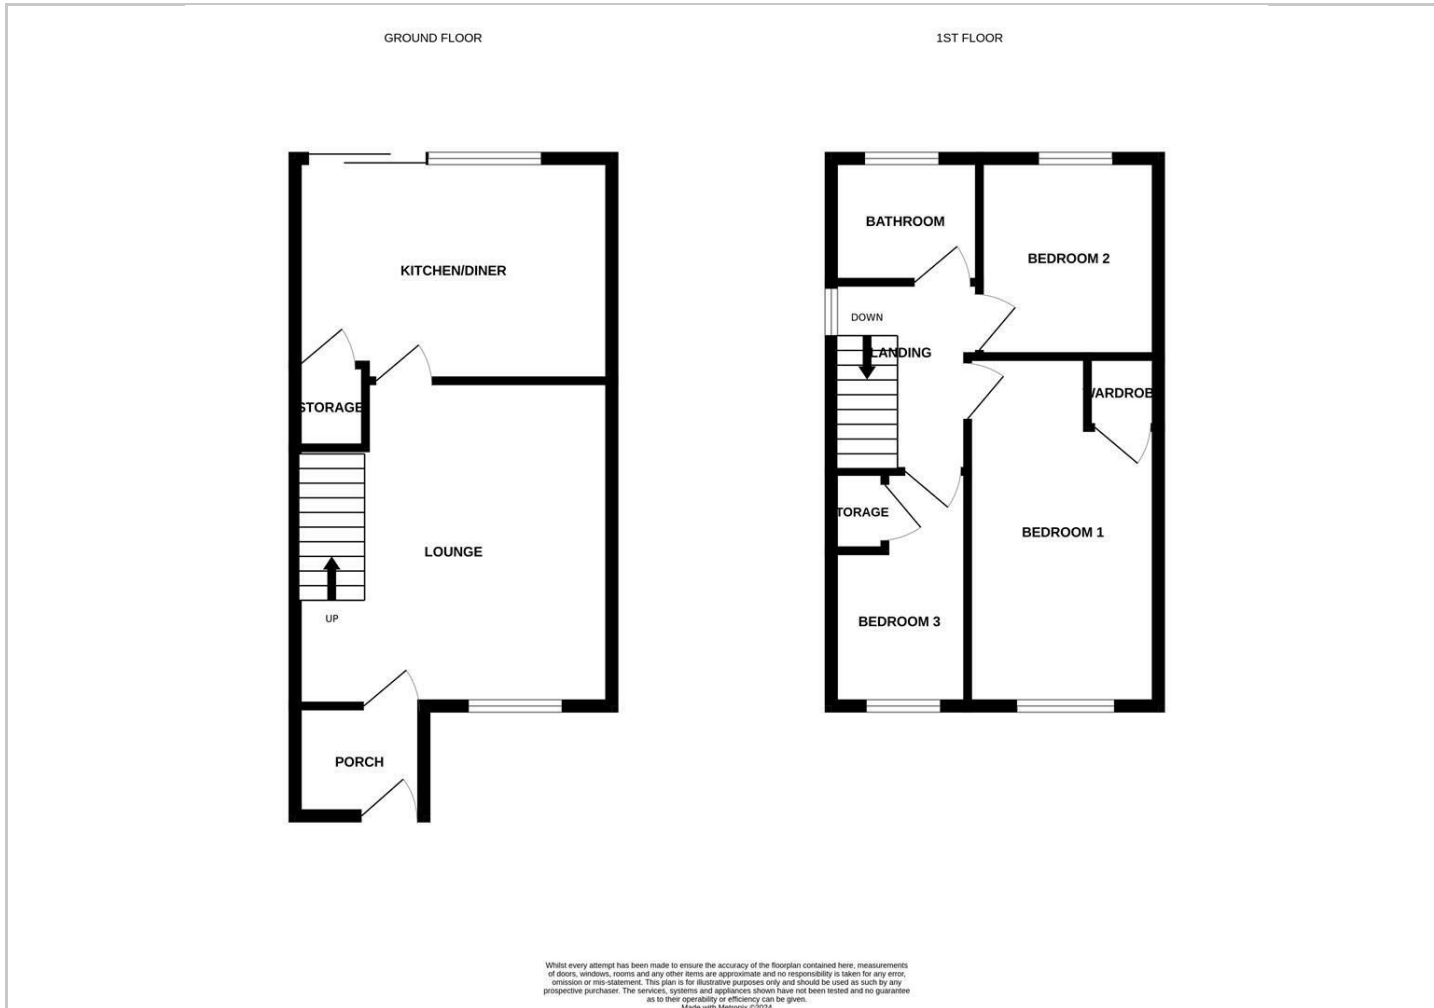 GROUND FLOOR
1ST FLOOR
KITCHEN/DINER
STORAGE
LOUNGE
UP
PORCH
BATHROOM
BEDROOM 2
DOWN
LANDING
WARDROB
TORAGE
BEDROOM 1
BEDROOM 3
Whilst every attempt has been made to ensure the accuracy of the floorplan contained here, measurements
of doors, windows, rooms and any other items are approximate and no responsibility is taken for any error,
omission or mis-statement. This plan is for illustrative purposes only and should be used as such by any
prospective purchaser. The services, systems and appliances shown have not been tested and no guarantee
as to their operability or efficiency can be given.
Made with Metropix ©2024